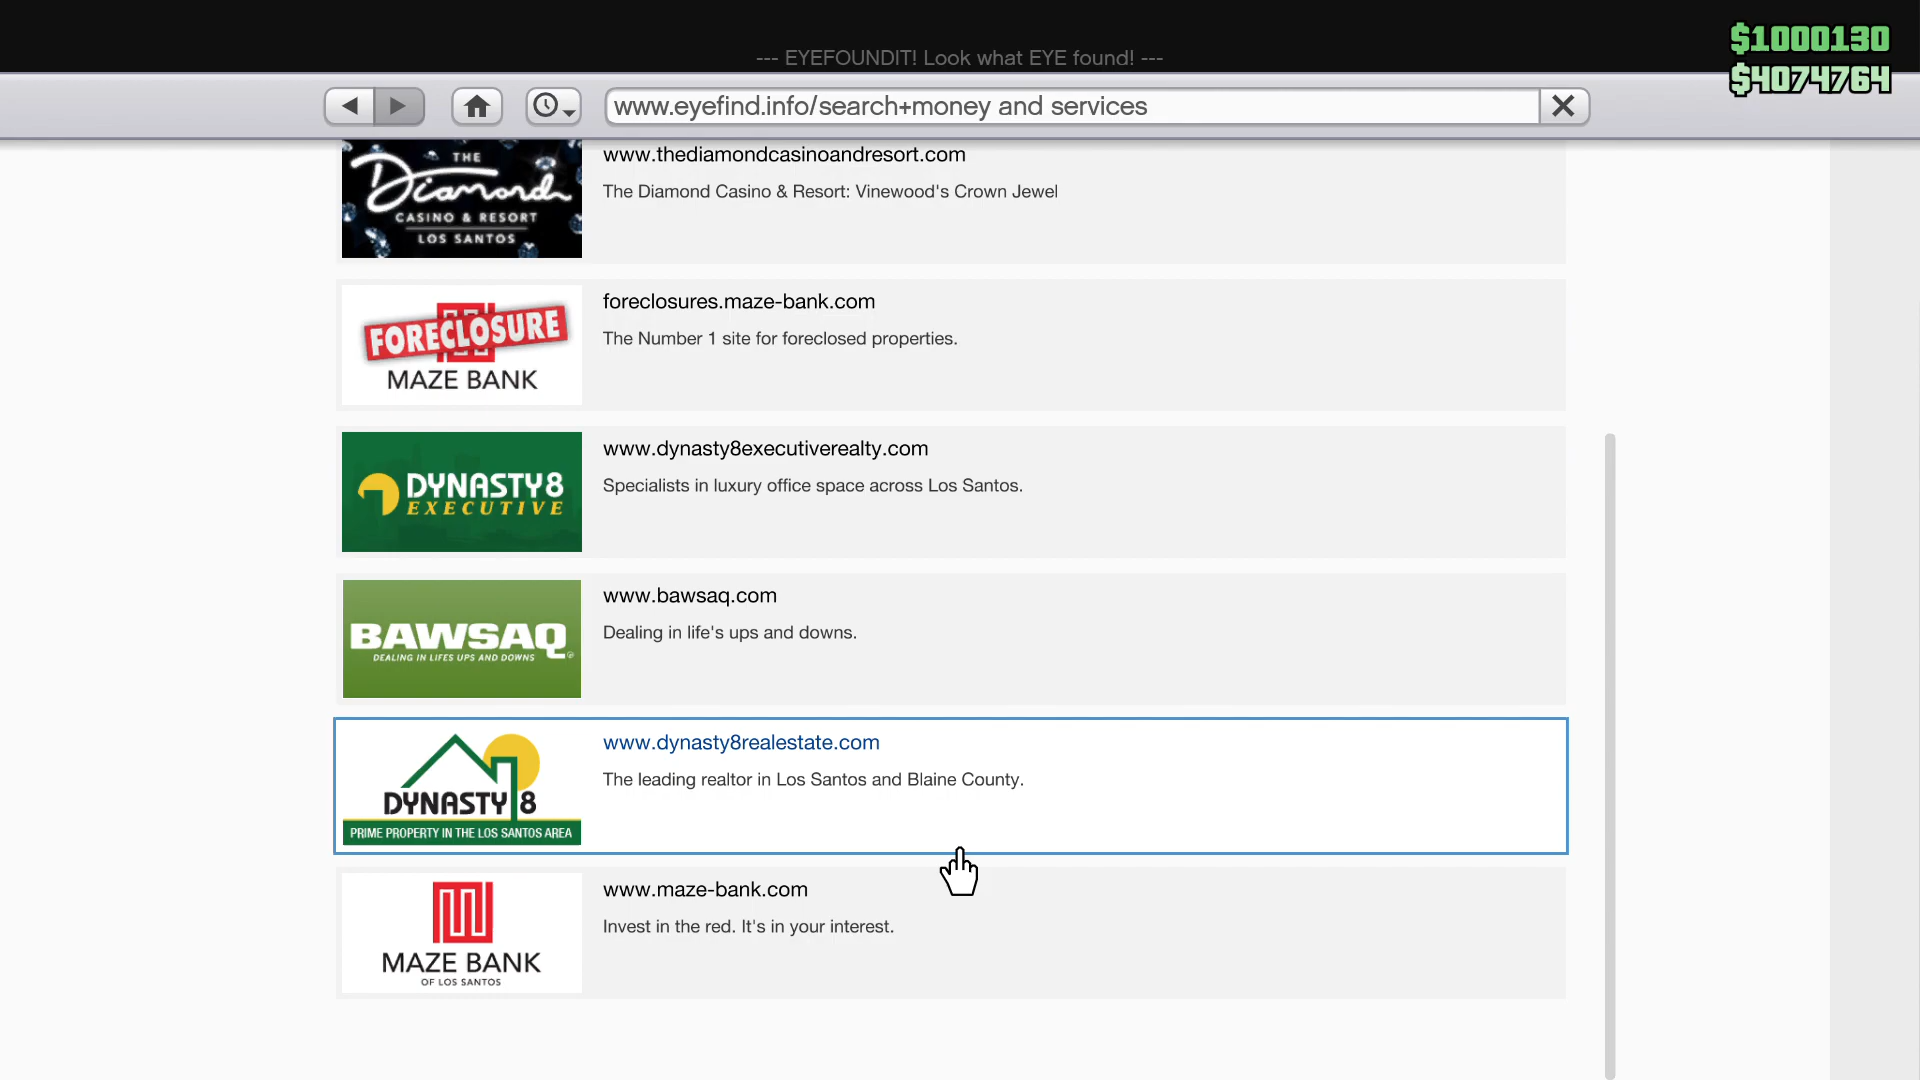 $1000130
--- EYEFOUNDIT! Look what EYE found! ---
$4074764
www.eyefind.info/search+money and services
THE
Diamond
CASINO & RESORT
LOS SANTOS
www.thediamondcasinoandresort.com
The Diamond Casino & Resort: Vinewood's Crown Jewel
FORECLOSURE
MAZE BANK
foreclosures.maze-bank.com
The Number 1 site for foreclosed properties.
DYNASTY8
EXECUTIVE
www.dynasty8executiverealty.com
Specialists in luxury office space across Los Santos.
BAWSAQ
DEALING IN LIFES UPS AND DOWNS
www.bawsaq.com
Dealing in life's ups and downs.
DYNASTY 8
PRIME PROPERTY IN THE LOS SANTOS AREA
www.dynasty8realestate.com
The leading realtor in Los Santos and Blaine County.
MAZE BANK
OF LOS SANTOS
www.maze-bank.com
Invest in the red. It's in your interest.